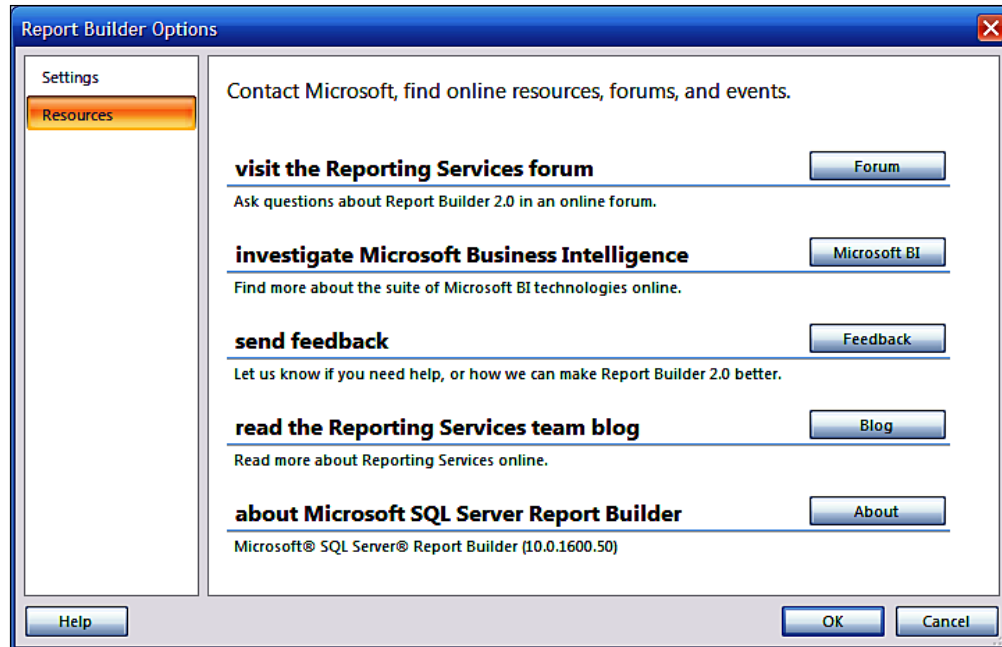 Report Builder Options
Settings
Resources
Contact Microsoft, find online resources, forums, and events.
visit the Reporting Services forum
Forum
Ask questions about Report Builder 2.0 in an online forum.
investigate Microsoft Business Intelligence
Microsoft BI
Find more about the suite of Microsoft BI technologies online.
send feedback
Feedback
Let us know if you need help, or how we can make Report Builder 2.0 better.
read the Reporting Services team blog
Blog
Read more about Reporting Services online.
about Microsoft SQL Server Report Builder
About
Microsoft® SQL Server® Report Builder (10.0.1600.50)
Help
OK
Cancel